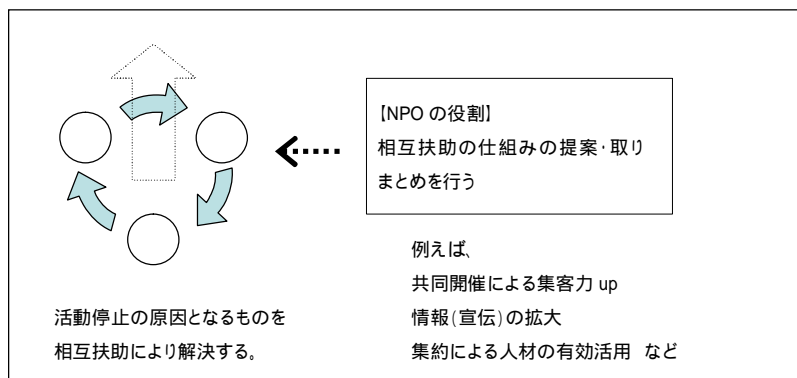 【NPOの役割】
相互扶助の仕組みの提案・取り
まとめを行う
例えば、
共同開催による集客力 up
情報(宣伝)の拡大
集約による人材の有効活用 など
活動停止の原因となるものを
相互扶助により解決する。